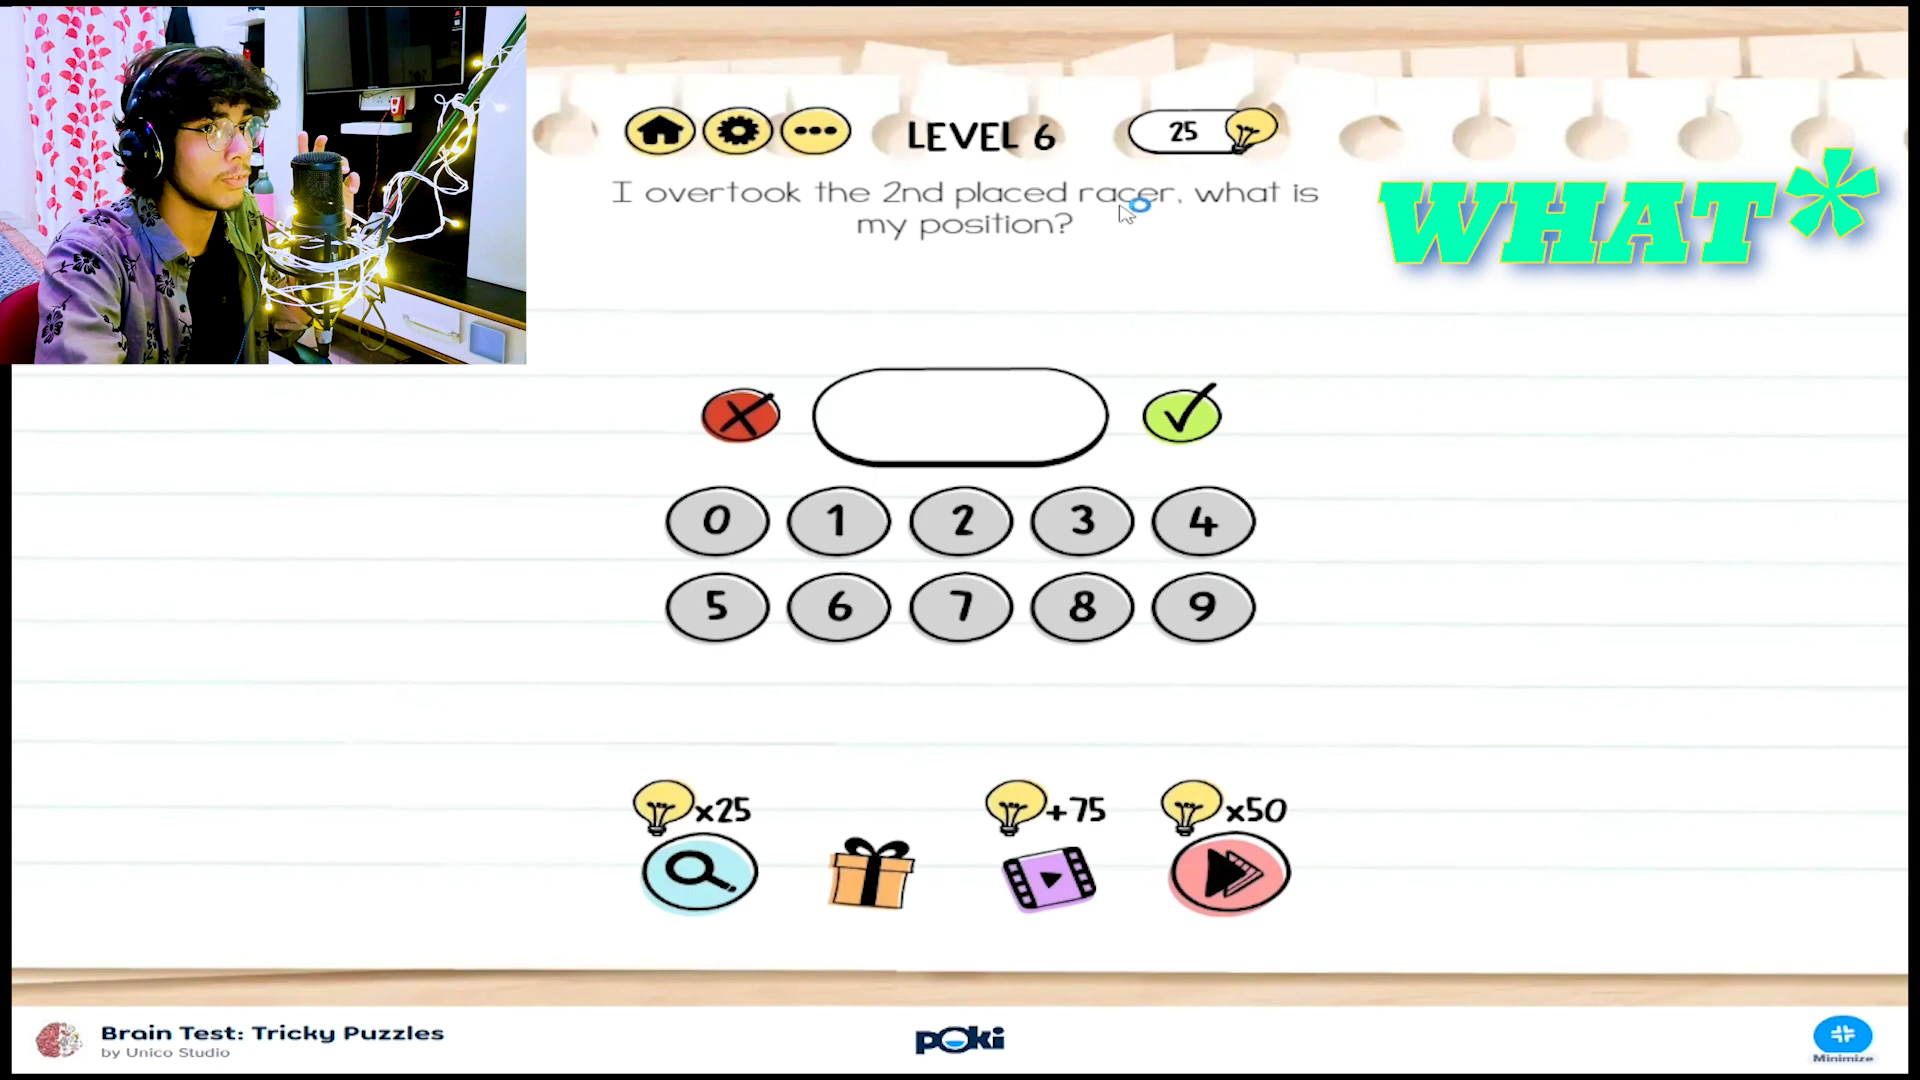 LEVEL 6
25
I overtook the 2nd placed racer, what is
my position?
WHAT*
0 1 2 3 4
5 6 7 8 9
x25
+75
x50
Brain Test: Tricky Puzzles
by Unico Studio
poki
Minimize